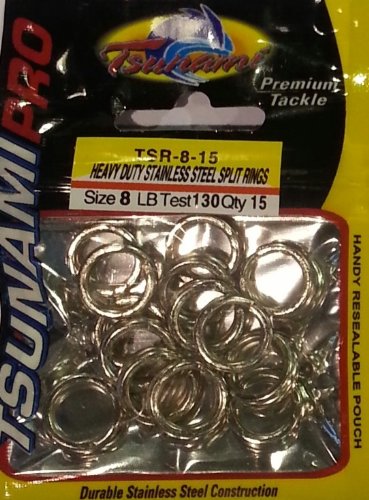 Tsunami
Premium
Tackle
TSUNAMI PRO
TSR-8-15
HEAVY DUTY STAINLESS STEEL SPLIT RINGS
Size 8 LB Test 130 Qty 15
HANDY RESEALABLE POUCH
Durable Stainless Steel Construction